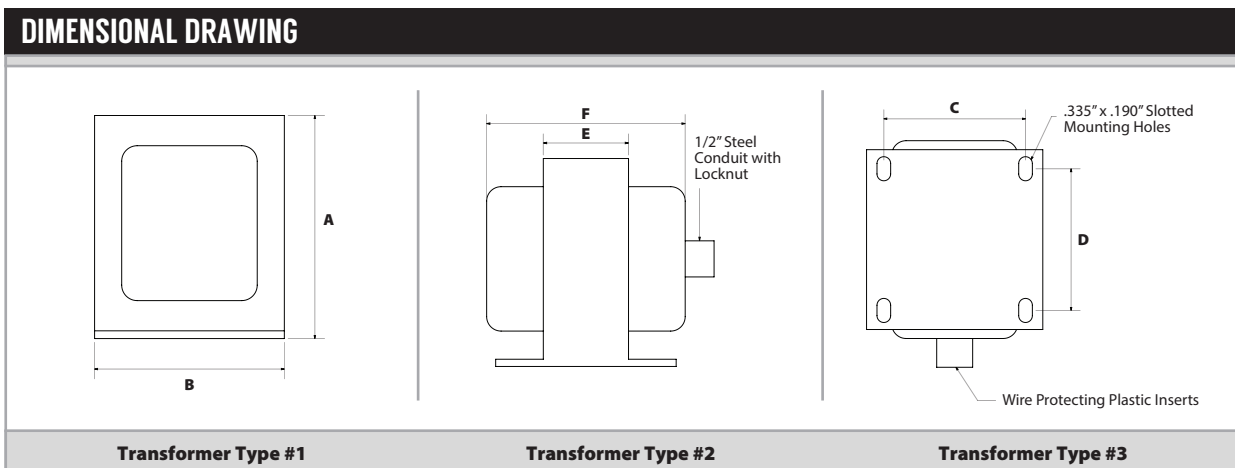 DIMENSIONAL DRAWING
A
B
F
E
1/2" Steel
Conduit with
Locknut
C
.335" x .190" Slotted
Mounting Holes
D
Wire Protecting Plastic Inserts
Transformer Type #1
Transformer Type #2
Transformer Type #3